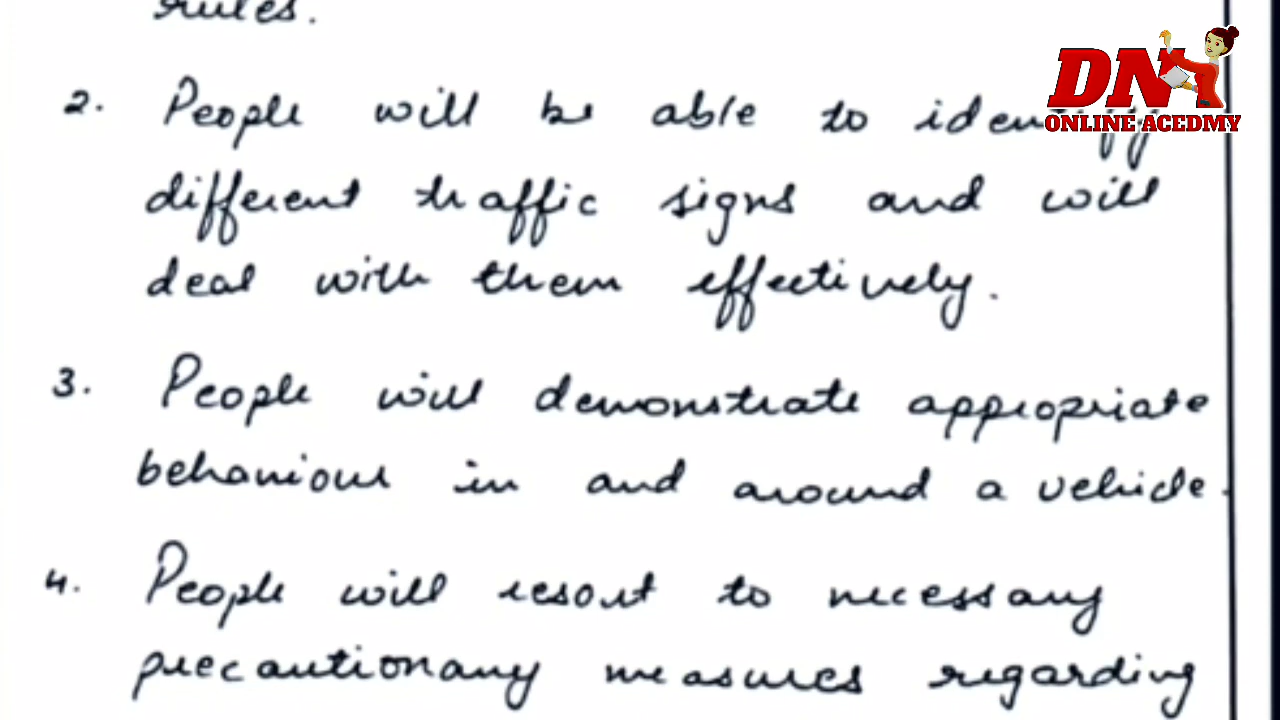 rules.
DNY
ONLINE ACEDMY
2. People will be able to identify
different traffic signs and will
deal with them effectively.
3. People will demonstrate appropriate
behaviour in and around a vehicle.
4. People will resort to necessary
precautionary measures regarding